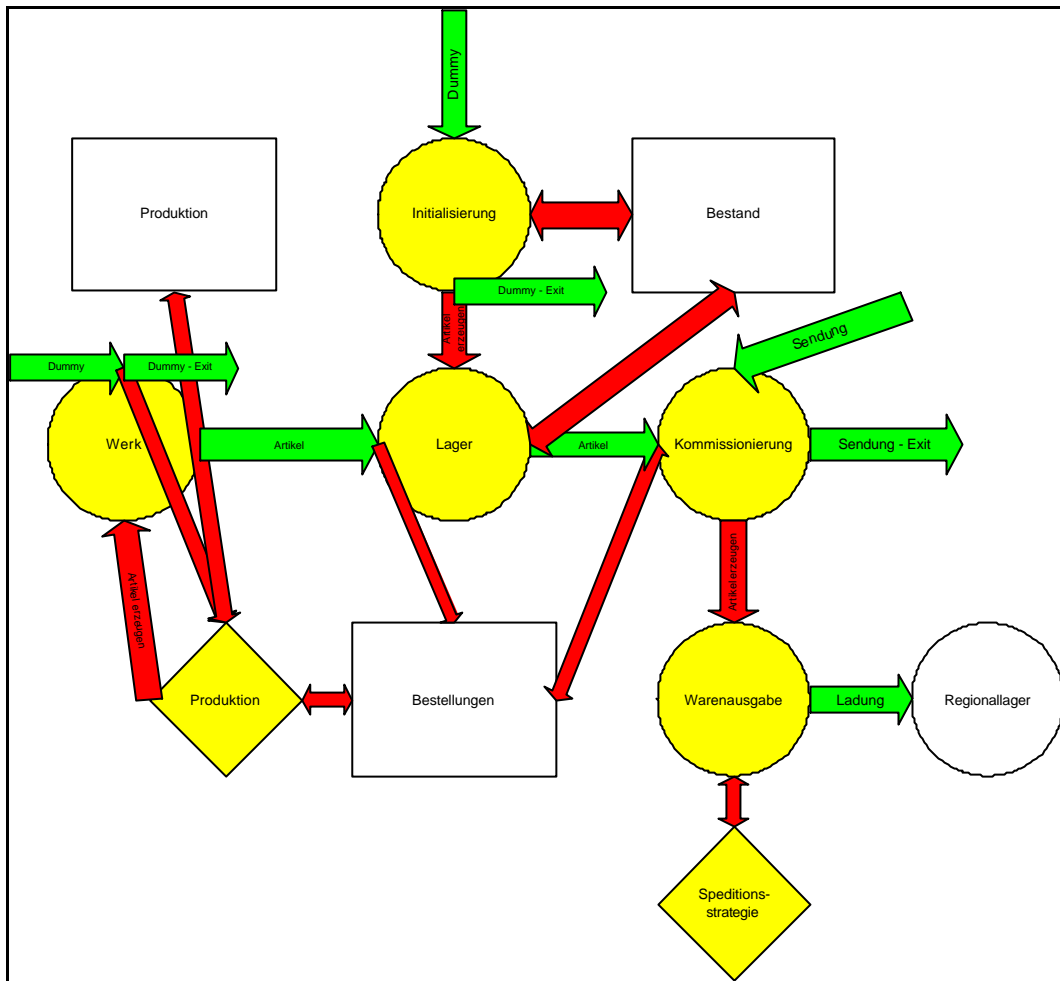 Dummy
Produktion
Initialisierung
Bestand
Dummy - Exit
Artikel
erzeugen
Sendung
Dummy
Dummy - Exit
Werk
Artikel
Lager
Artikel
Kommissionierung
Sendung - Exit
Artikel erzeugen
Artikel erzeugen
Produktion
Bestellungen
Warenausgabe
Ladung
Regionallager
Speditions-
strategie